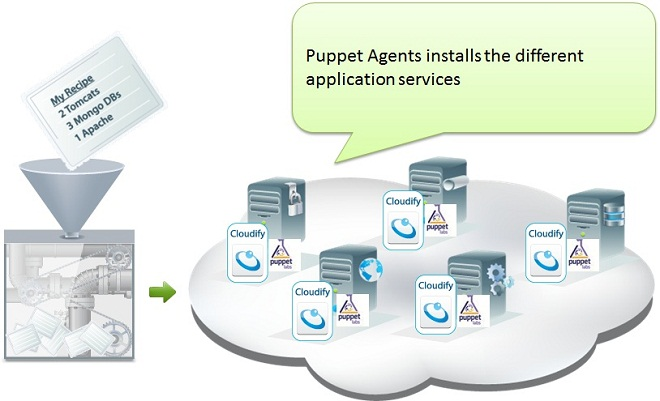 Puppet Agents installs the different
application services
My Recipe
2 Tomcats
3 Mongo DBs
1 Apache
Cloudify
puppet
labs
Cloudify
puppet
labs
Cloudify
puppet
labs
Cloudify
puppet
labs
Cloudify
puppet
labs